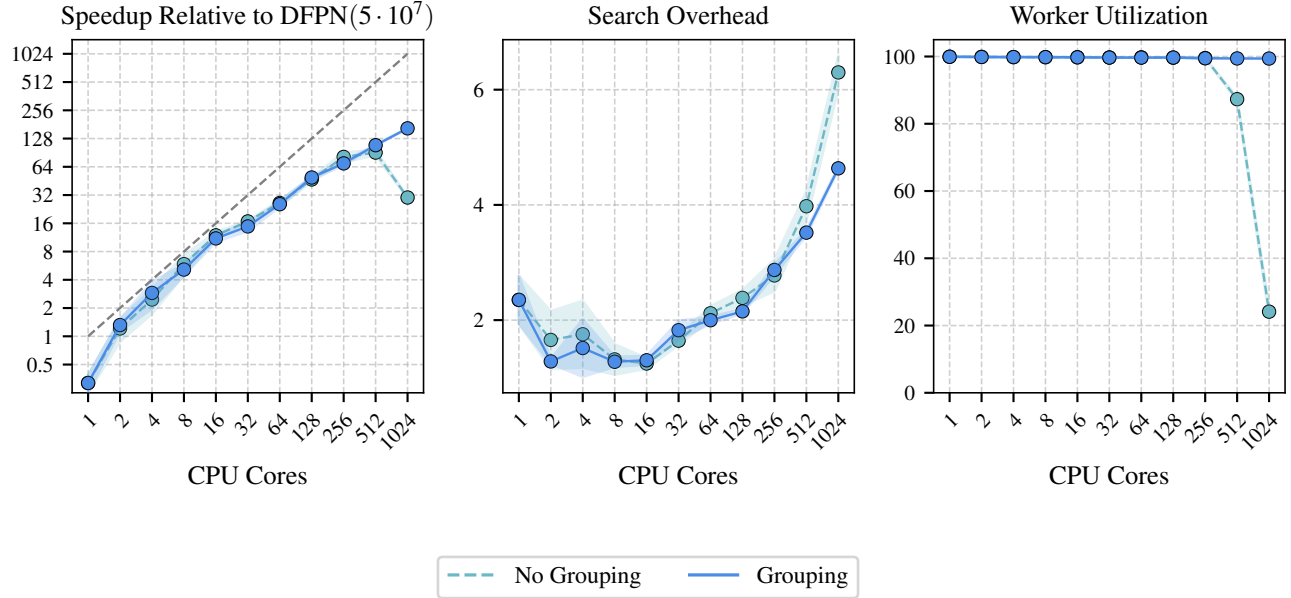 Speedup Relative to DFPN(5 · 10⁷)
1024
512
256
128
64
32
16
8
4
2
1
0.5
1 2 4 8 16 32 64 128 256 512 1024
CPU Cores
Search Overhead
6
4
2
1 2 4 8 16 32 64 128 256 512 1024
CPU Cores
Worker Utilization
100
80
60
40
20
0
1 2 4 8 16 32 64 128 256 512 1024
CPU Cores
No Grouping Grouping